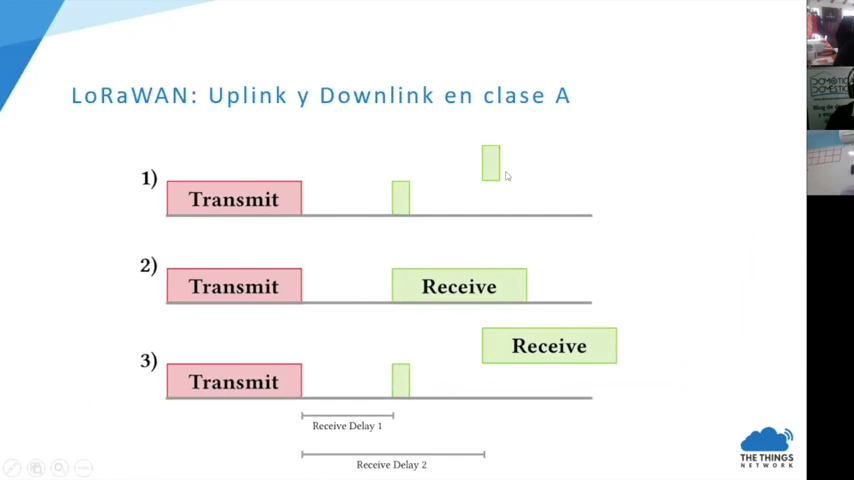 LoRaWAN: Uplink y Downlink en clase A
1)
Transmit
2)
Transmit
Receive
Receive
3)
Transmit
Receive Delay 1
Receive Delay 2
THE THINGS
NETWORK